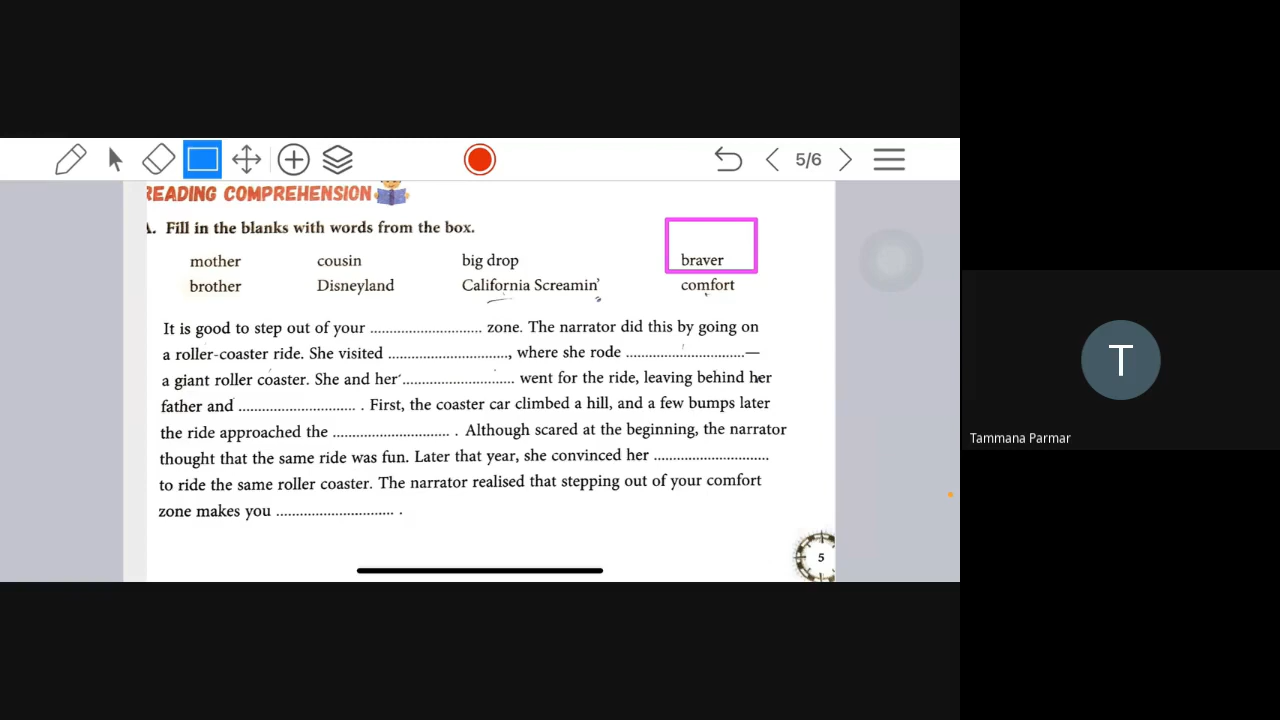 5/6
READING COMPREHENSION
A. Fill in the blanks with words from the box.
mother cousin big drop braver
brother Disneyland California Screamin' comfort
It is good to step out of your ............................ zone. The narrator did this by going on
a roller-coaster ride. She visited .............................., where she rode ..............................—
a giant roller coaster. She and her ............................ went for the ride, leaving behind her
father and ............................. . First, the coaster car climbed a hill, and a few bumps later
the ride approached the ............................. . Although scared at the beginning, the narrator
thought that the same ride was fun. Later that year, she convinced her .............................
to ride the same roller coaster. The narrator realised that stepping out of your comfort
zone makes you ............................. .
5
T
Tammana Parmar